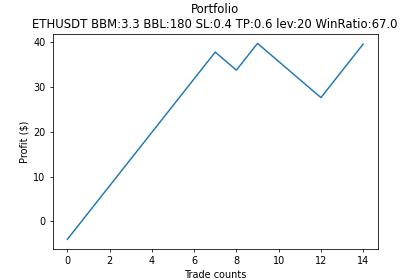 Portfolio
ETHUSDT BBM:3.3 BBL:180 SL:0.4 TP:0.6 lev:20 WinRatio:67.0
40
30
20
10
0
Profit ($)
0 2 4 6 8 10 12 14
Trade counts